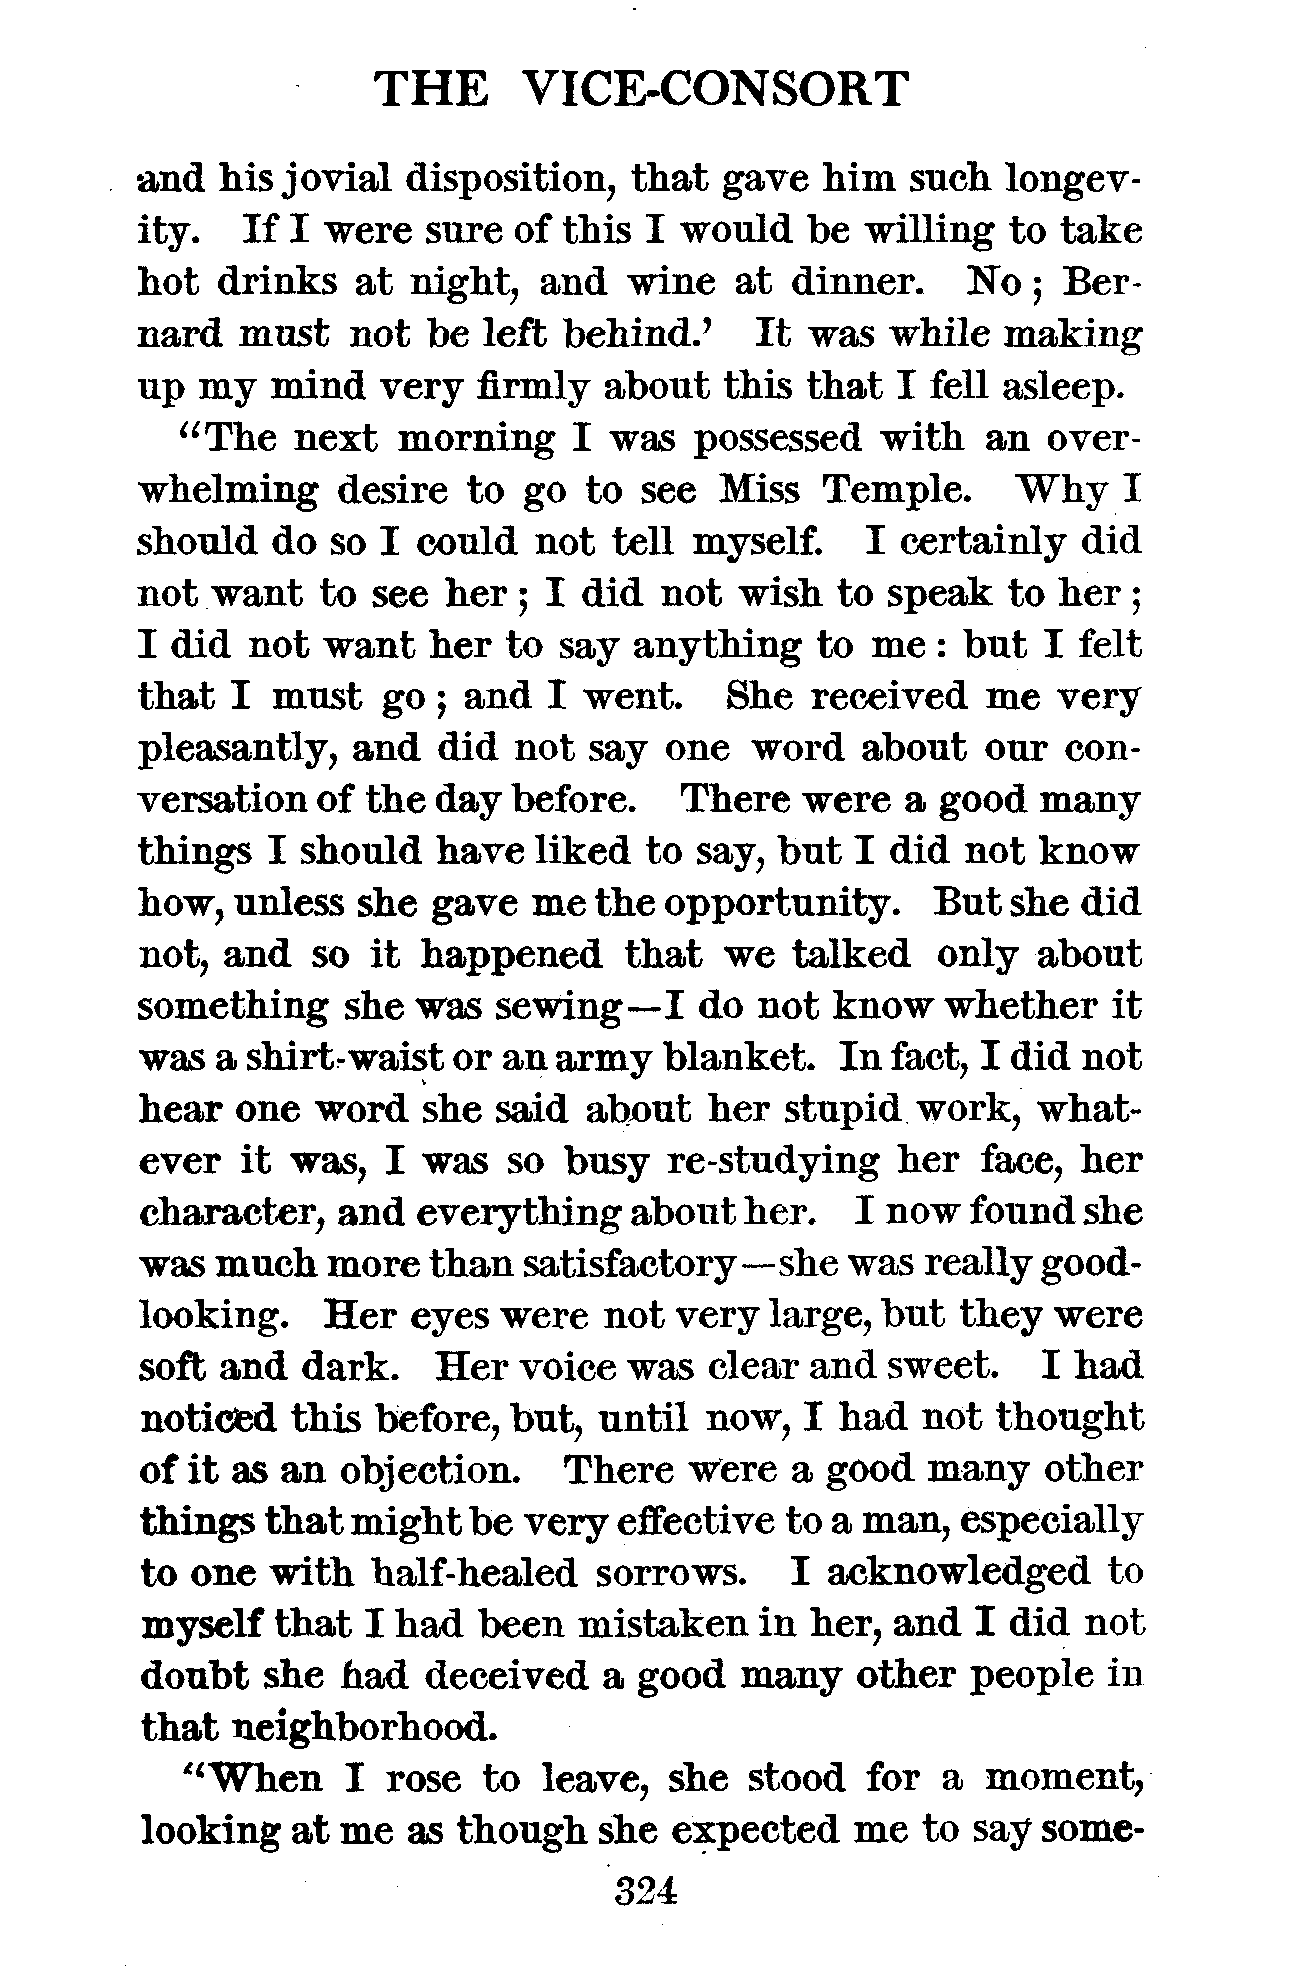 THE VICE-CONSORT
and his jovial disposition, that gave him such longev-
ity. If I were sure of this I would be willing to take
hot drinks at night, and wine at dinner. No; Ber-
nard must not be left behind.' It was while making
up my mind very firmly about this that I fell asleep.
"The next morning I was possessed with an over-
whelming desire to go to see Miss Temple. Why I
should do so I could not tell myself. I certainly did
not want to see her; I did not wish to speak to her;
I did not want her to say anything to me: but I felt
that I must go; and I went. She received me very
pleasantly, and did not say one word about our con-
versation of the day before. There were a good many
things I should have liked to say, but I did not know
how, unless she gave me the opportunity. But she did
not, and so it happened that we talked only about
something she was sewing—I do not know whether it
was a shirt-waist or an army blanket. In fact, I did not
hear one word she said about her stupid work, what-
ever it was, I was so busy re-studying her face, her
character, and everything about her. I now found she
was much more than satisfactory—she was really good-
looking. Her eyes were not very large, but they were
soft and dark. Her voice was clear and sweet. I had
noticed this before, but, until now, I had not thought
of it as an objection. There were a good many other
things that might be very effective to a man, especially
to one with half-healed sorrows. I acknowledged to
myself that I had been mistaken in her, and I did not
doubt she had deceived a good many other people in
that neighborhood.
"When I rose to leave, she stood for a moment,
looking at me as though she expected me to say some-
324